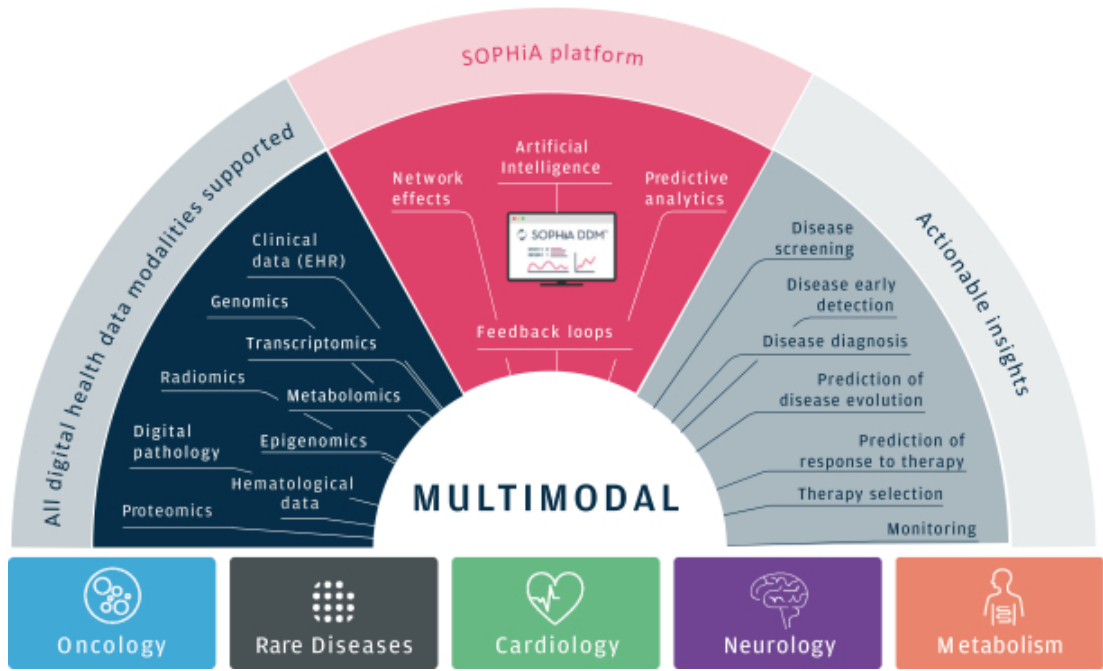 SOPHiA platform
All digital health data modalities supported
Actionable insights
Network
effects
Artificial
Intelligence
Predictive
analytics
SOPHiA DDM™
Feedback loops
Clinical
data (EHR)
Genomics
Transcriptomics
Radiomics
Metabolomics
Digital
pathology
Epigenomics
Hematological
data
Proteomics
Disease
screening
Disease early
detection
Disease diagnosis
Prediction of
disease evolution
Prediction of
response to therapy
Therapy selection
Monitoring
MULTIMODAL
Oncology
Rare Diseases
Cardiology
Neurology
Metabolism